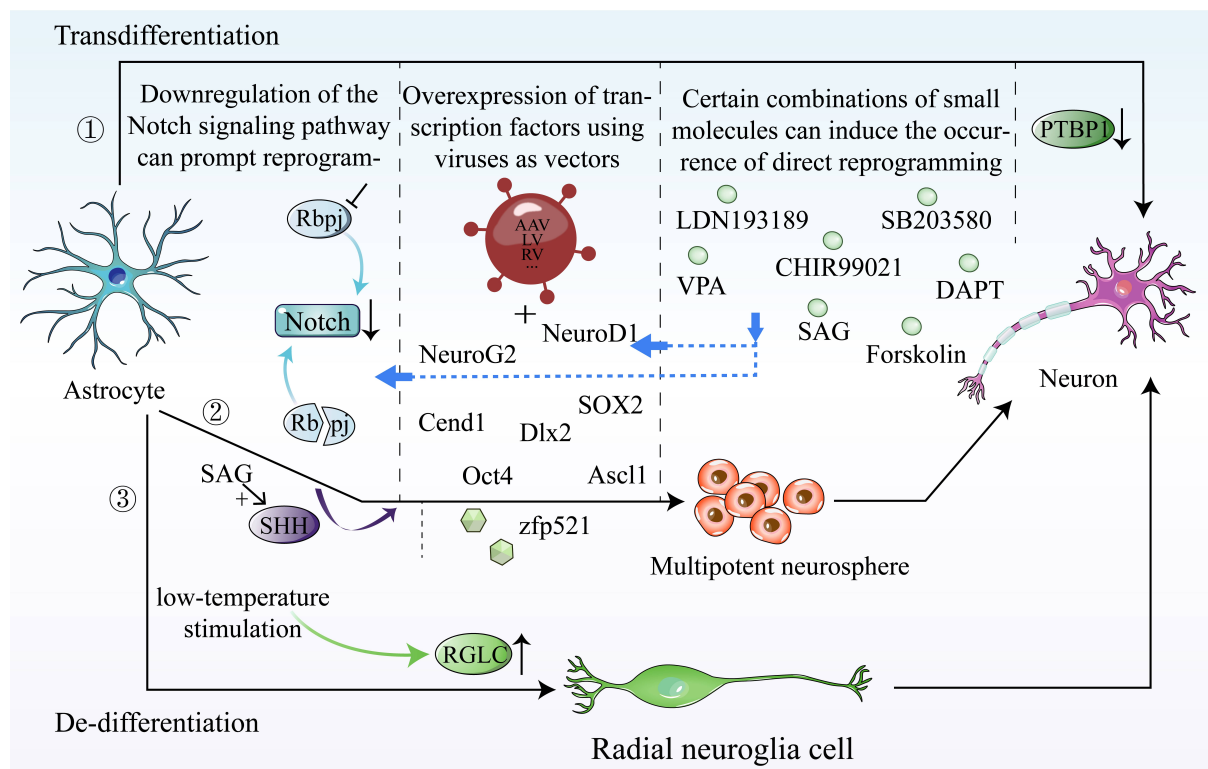 Transdifferentiation
①
Downregulation of the
Notch signaling pathway
can prompt reprogram-
Overexpression of tran-
scription factors using
viruses as vectors
Certain combinations of small
molecules can induce the occur-
rence of direct reprogramming
PTBP1
Rbpj
AAV
LV
RV
...
+
LDN193189
SB203580
VPA
CHIR99021
DAPT
SAG
Forskolin
Notch
NeuroD1
NeuroG2
Astrocyte
Neuron
②
Rb pj
Cend1
SOX2
Dlx2
Oct4
Ascl1
③
SAG
+
SHH
zfp521
Multipotent neurosphere
low-temperature
stimulation
RGLC
De-differentiation
Radial neuroglia cell